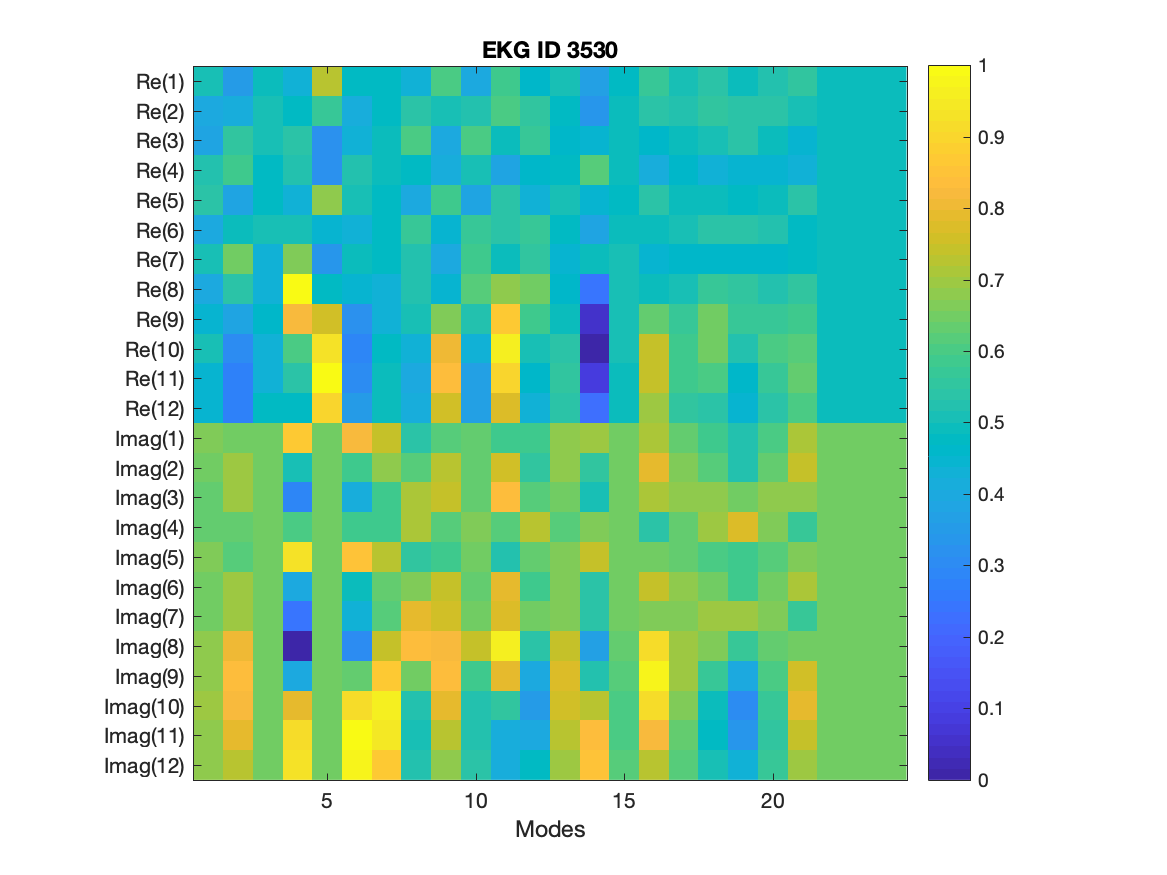 EKG ID 3530
Re(1)
Re(2)
Re(3)
Re(4)
Re(5)
Re(6)
Re(7)
Re(8)
Re(9)
Re(10)
Re(11)
Re(12)
Imag(1)
Imag(2)
Imag(3)
Imag(4)
Imag(5)
Imag(6)
Imag(7)
Imag(8)
Imag(9)
Imag(10)
Imag(11)
Imag(12)
5 10 15 20
Modes
1
0.9
0.8
0.7
0.6
0.5
0.4
0.3
0.2
0.1
0